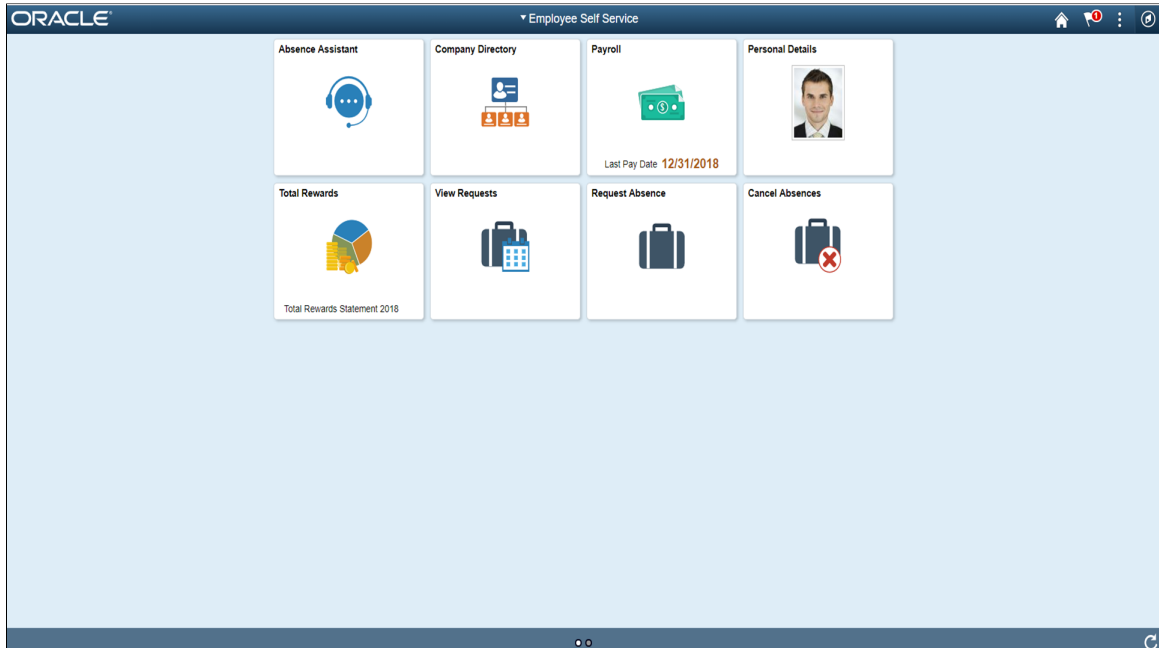 ORACLE®
▼ Employee Self Service
1
Absence Assistant
Company Directory
Payroll
Personal Details
Last Pay Date 12/31/2018
Total Rewards
View Requests
Request Absence
Cancel Absences
Total Rewards Statement 2018